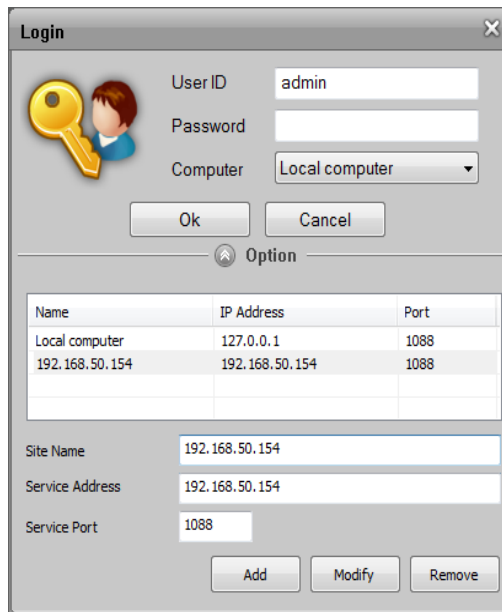 Login
User ID admin
Password
Computer Local computer
Ok Cancel
Option
Name IP Address Port
Local computer 127.0.0.1 1088
192.168.50.154 192.168.50.154 1088
Site Name 192.168.50.154
Service Address 192.168.50.154
Service Port 1088
Add Modify Remove